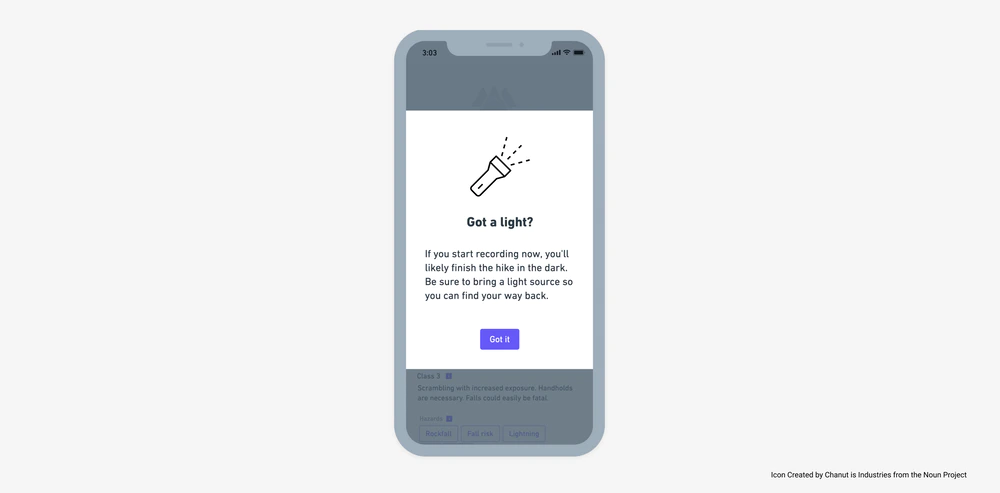 3:03
Got a light?
If you start recording now, you'll
likely finish the hike in the dark.
Be sure to bring a light source so
you can find your way back.
Got it
Class 3
Scrambling with increased exposure. Handholds
are necessary. Falls could easily be fatal.
Hazards
Rockfall Fall risk Lightning
Icon Created by Chanut is Industries from the Noun Project